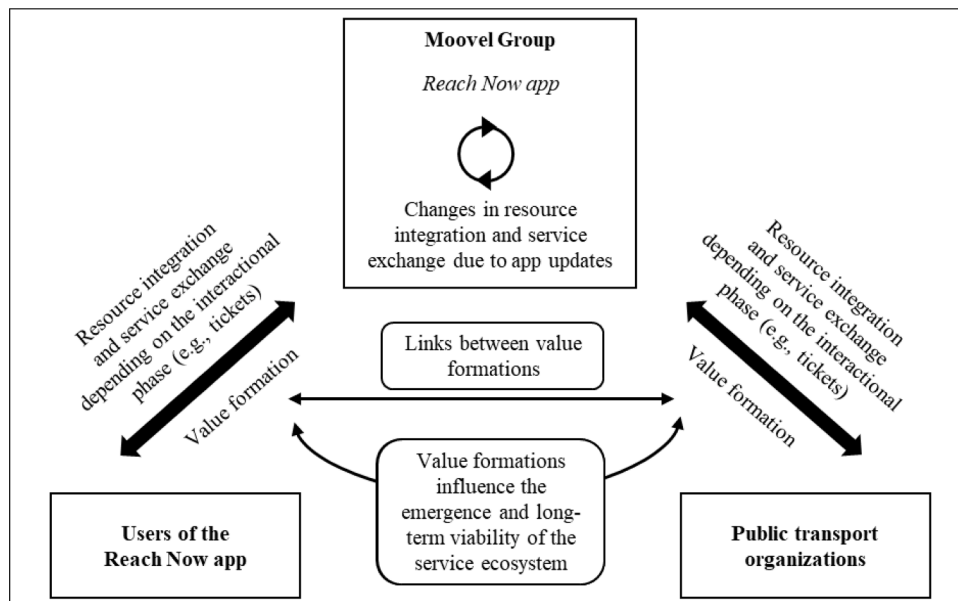 Moovel Group
Reach Now app
Changes in resource
integration and service
exchange due to app updates
Resource integration
and service exchange
depending on the interactional
phase (e.g., tickets)
Value formation
Resource integration
and service exchange
depending on the interactional
phase (e.g., tickets)
Value formation
Links between value
formations
Value formations
influence the
emergence and long-
term viability of the
service ecosystem
Users of the
Reach Now app
Public transport
organizations